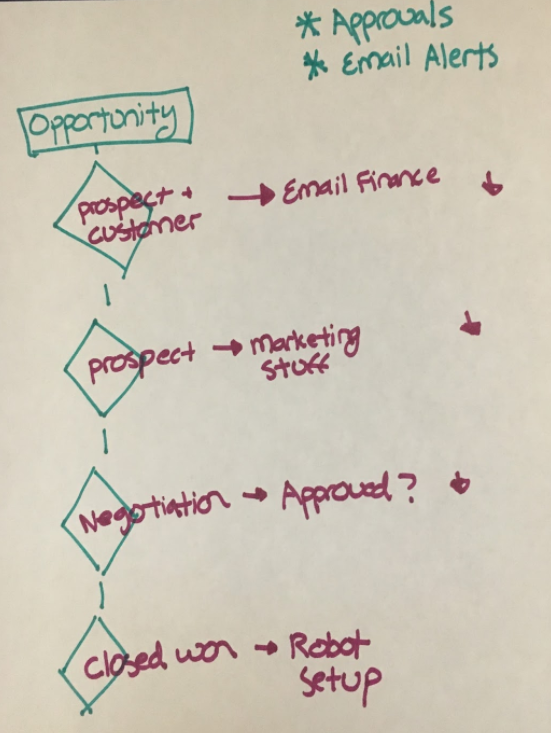 * Approvals
* Email Alerts
Opportunity
prospect + customer → Email Finance ↓
prospect → marketing stuff ↓
Negotiation → Approved? ↓
Closed won → Robot setup